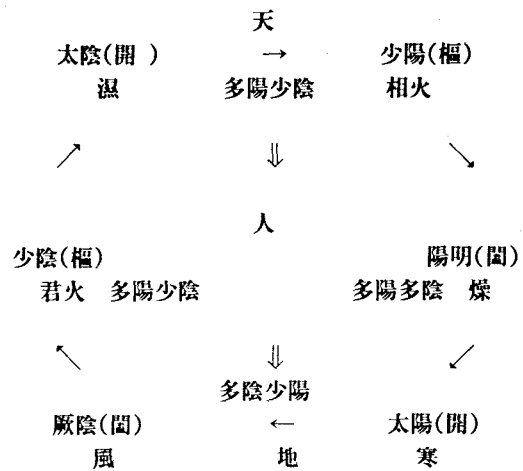 天
太陰(開 ) → 少陽(樞)
濕 多陽少陰 相火
↗ ⇓ ↘
人
少陰(樞) 陽明(闔)
君火 多陽少陰 多陽多陰 燥
↖ ⇓ ↙
多陰少陽
厥陰(闔) ← 太陽(開)
風 地 寒